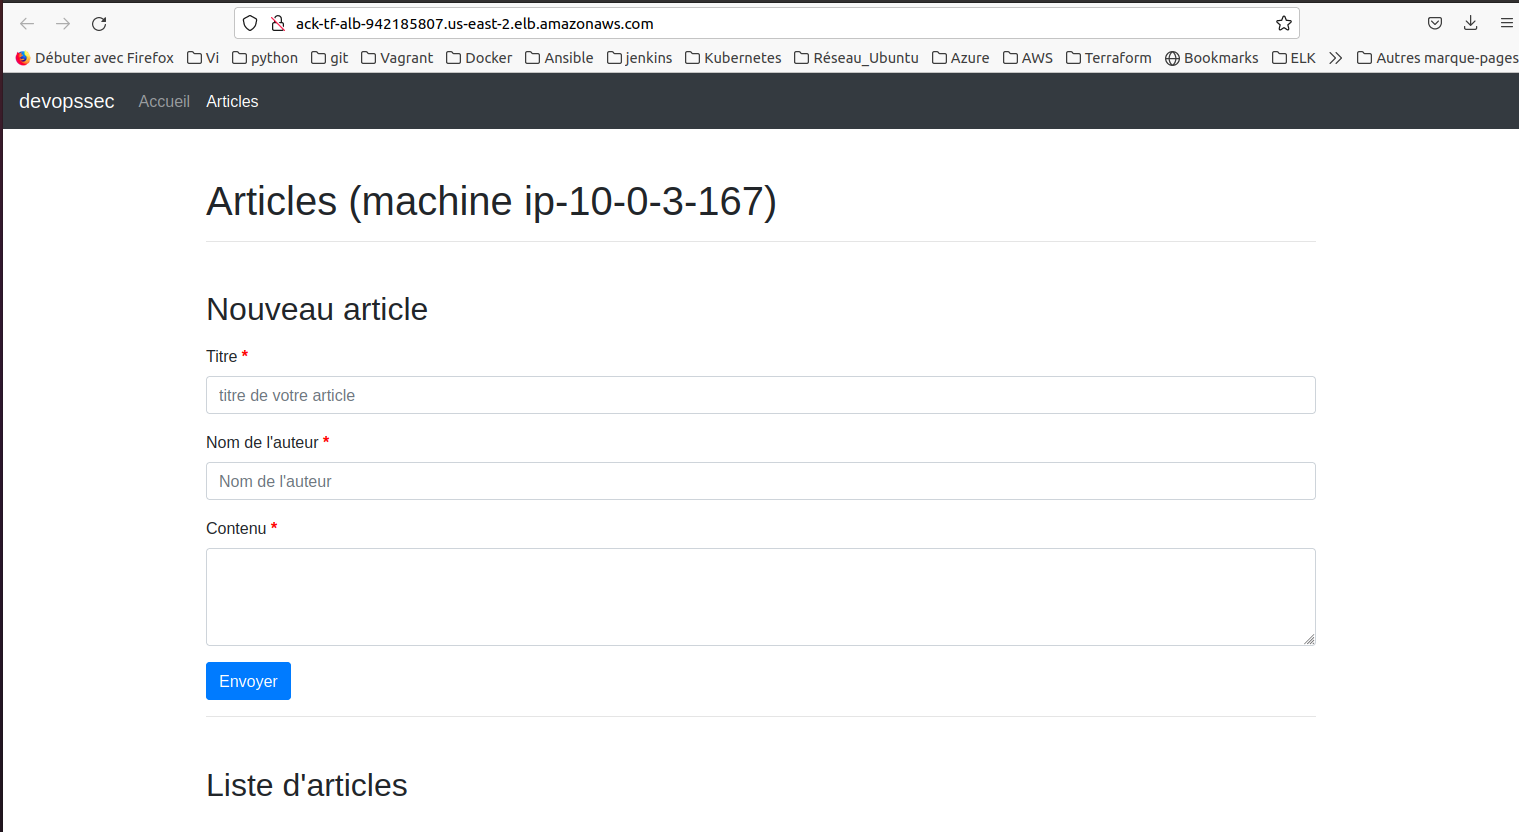 ack-tf-alb-942185807.us-east-2.elb.amazonaws.com
Débuter avec Firefox Vi python git Vagrant Docker Ansible jenkins Kubernetes Réseau_Ubuntu Azure AWS Terraform Bookmarks ELK Autres marque-pages
devopssec Accueil Articles
Articles (machine ip-10-0-3-167)
Nouveau article
Titre *
titre de votre article
Nom de l'auteur *
Nom de l'auteur
Contenu *
Envoyer
Liste d'articles